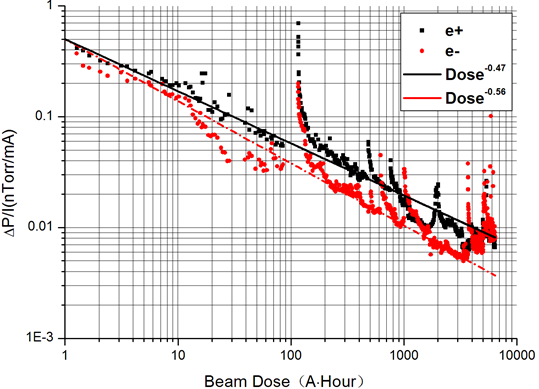 1
e+
e-
Dose^-0.47
Dose^-0.56
0.1
0.01
1E-3
ΔP/I(nTorr/mA)
1 10 100 1000 10000
Beam Dose（A·Hour）